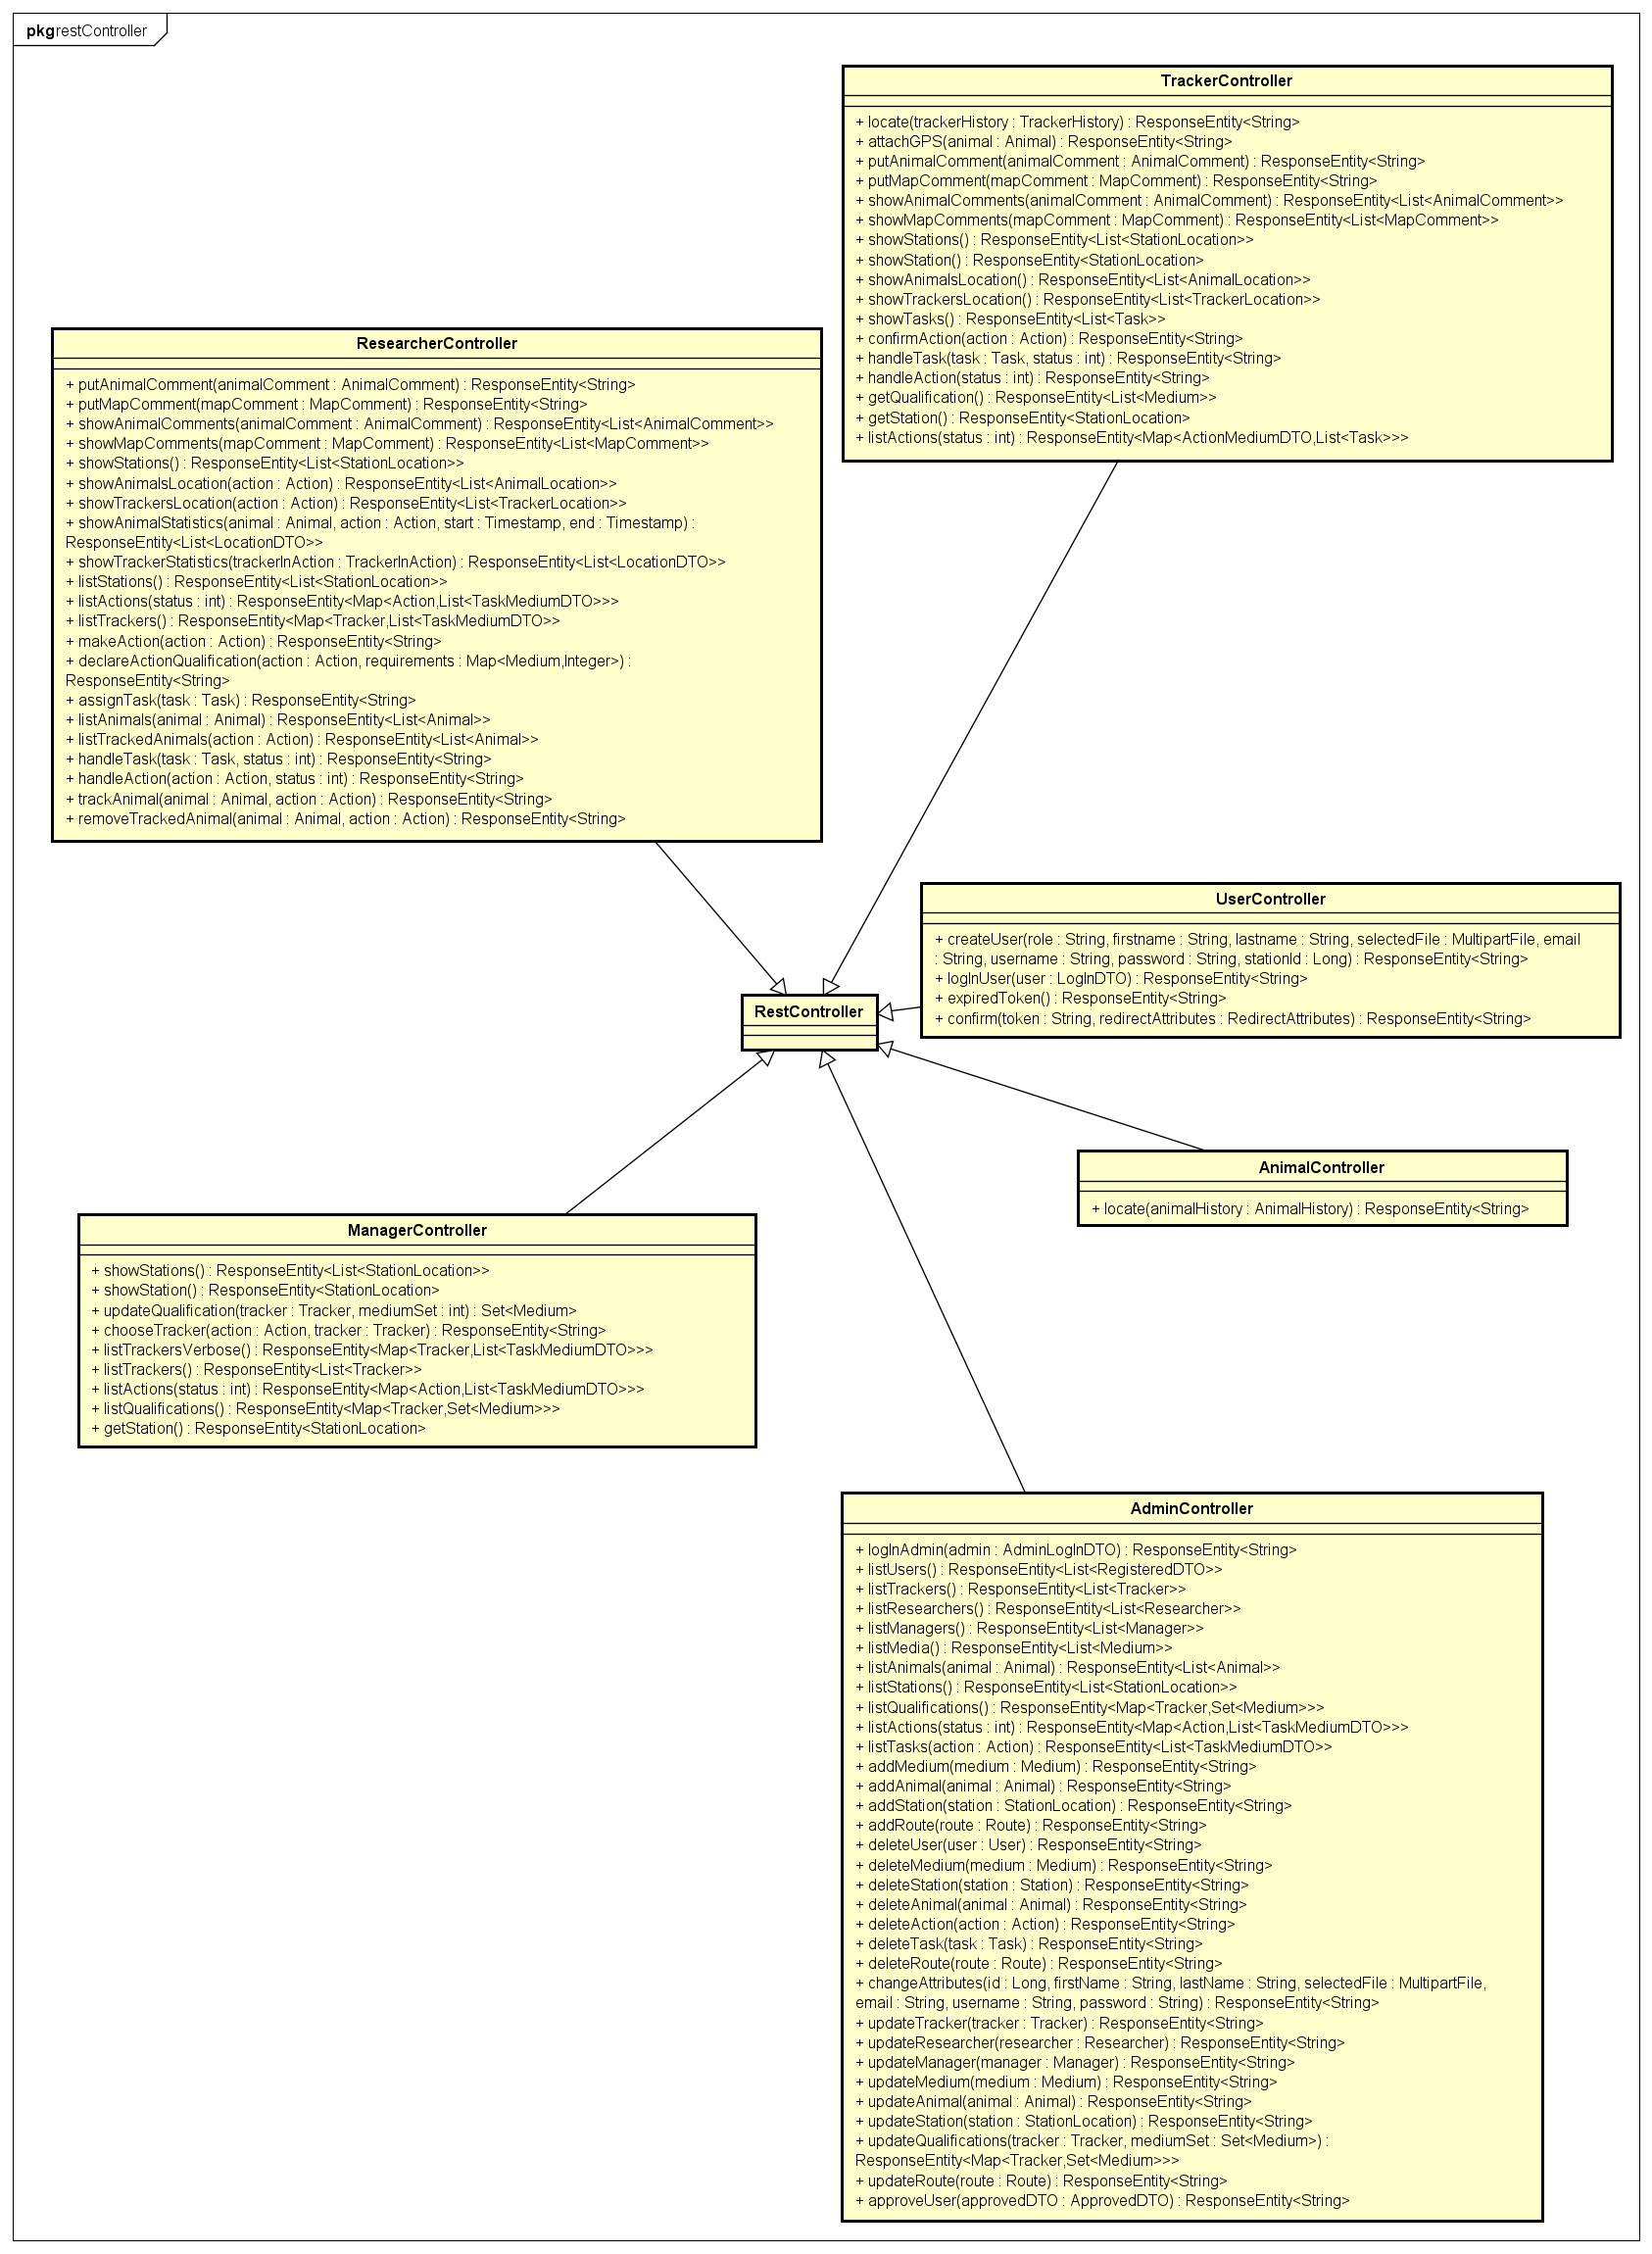 pkg restController
TrackerController
+ locate(trackerHistory : TrackerHistory) : ResponseEntity<String>
+ attachGPS(animal : Animal) : ResponseEntity<String>
+ putAnimalComment(animalComment : AnimalComment) : ResponseEntity<String>
+ putMapComment(mapComment : MapComment) : ResponseEntity<String>
+ showAnimalComments(animalComment : AnimalComment) : ResponseEntity<List<AnimalComment>>
+ showMapComments(mapComment : MapComment) : ResponseEntity<List<MapComment>>
+ showStations() : ResponseEntity<List<StationLocation>>
+ showStation() : ResponseEntity<StationLocation>
+ showAnimalsLocation() : ResponseEntity<List<AnimalLocation>>
+ showTrackersLocation() : ResponseEntity<List<TrackerLocation>>
+ showTasks() : ResponseEntity<List<Task>>
+ confirmAction(action : Action) : ResponseEntity<String>
+ handleTask(task : Task, status : int) : ResponseEntity<String>
+ handleAction(status : int) : ResponseEntity<String>
+ getQualification() : ResponseEntity<List<Medium>>
+ getStation() : ResponseEntity<StationLocation>
+ listActions(status : int) : ResponseEntity<Map<ActionMediumDTO,List<Task>>>
ResearcherController
+ putAnimalComment(animalComment : AnimalComment) : ResponseEntity<String>
+ putMapComment(mapComment : MapComment) : ResponseEntity<String>
+ showAnimalComments(animalComment : AnimalComment) : ResponseEntity<List<AnimalComment>>
+ showMapComments(mapComment : MapComment) : ResponseEntity<List<MapComment>>
+ showStations() : ResponseEntity<List<StationLocation>>
+ showAnimalsLocation(action : Action) : ResponseEntity<List<AnimalLocation>>
+ showTrackersLocation(action : Action) : ResponseEntity<List<TrackerLocation>>
+ showAnimalStatistics(animal : Animal, action : Action, start : Timestamp, end : Timestamp) :
ResponseEntity<List<LocationDTO>>
+ showTrackerStatistics(trackerInAction : TrackerInAction) : ResponseEntity<List<LocationDTO>>
+ listStations() : ResponseEntity<List<StationLocation>>
+ listActions(status : int) : ResponseEntity<Map<Action,List<TaskMediumDTO>>>
+ listTrackers() : ResponseEntity<Map<Tracker,List<TaskMediumDTO>>
+ makeAction(action : Action) : ResponseEntity<String>
+ declareActionQualification(action : Action, requirements : Map<Medium,Integer>) :
ResponseEntity<String>
+ assignTask(task : Task) : ResponseEntity<String>
+ listAnimals(animal : Animal) : ResponseEntity<List<Animal>>
+ listTrackedAnimals(action : Action) : ResponseEntity<List<Animal>>
+ handleTask(task : Task, status : int) : ResponseEntity<String>
+ handleAction(action : Action, status : int) : ResponseEntity<String>
+ trackAnimal(animal : Animal, action : Action) : ResponseEntity<String>
+ removeTrackedAnimal(animal : Animal, action : Action) : ResponseEntity<String>
UserController
+ createUser(role : String, firstname : String, lastname : String, selectedFile : MultipartFile, email
: String, username : String, password : String, stationId : Long) : ResponseEntity<String>
+ logInUser(user : LogInDTO) : ResponseEntity<String>
+ expiredToken() : ResponseEntity<String>
+ confirm(token : String, redirectAttributes : RedirectAttributes) : ResponseEntity<String>
RestController
AnimalController
+ locate(animalHistory : AnimalHistory) : ResponseEntity<String>
ManagerController
+ showStations() : ResponseEntity<List<StationLocation>>
+ showStation() : ResponseEntity<StationLocation>
+ updateQualification(tracker : Tracker, mediumSet : int) : Set<Medium>
+ chooseTracker(action : Action, tracker : Tracker) : ResponseEntity<String>
+ listTrackersVerbose() : ResponseEntity<Map<Tracker,List<TaskMediumDTO>>>
+ listTrackers() : ResponseEntity<List<Tracker>>
+ listActions(status : int) : ResponseEntity<Map<Action,List<TaskMediumDTO>>>
+ listQualifications() : ResponseEntity<Map<Tracker,Set<Medium>>>
+ getStation() : ResponseEntity<StationLocation>
AdminController
+ logInAdmin(admin : AdminLogInDTO) : ResponseEntity<String>
+ listUsers() : ResponseEntity<List<RegisteredDTO>>
+ listTrackers() : ResponseEntity<List<Tracker>>
+ listResearchers() : ResponseEntity<List<Researcher>>
+ listManagers() : ResponseEntity<List<Manager>>
+ listMedia() : ResponseEntity<List<Medium>>
+ listAnimals(animal : Animal) : ResponseEntity<List<Animal>>
+ listStations() : ResponseEntity<List<StationLocation>>
+ listQualifications() : ResponseEntity<Map<Tracker,Set<Medium>>>
+ listActions(status : int) : ResponseEntity<Map<Action,List<TaskMediumDTO>>>
+ listTasks(action : Action) : ResponseEntity<List<TaskMediumDTO>>
+ addMedium(medium : Medium) : ResponseEntity<String>
+ addAnimal(animal : Animal) : ResponseEntity<String>
+ addStation(station : StationLocation) : ResponseEntity<String>
+ addRoute(route : Route) : ResponseEntity<String>
+ deleteUser(user : User) : ResponseEntity<String>
+ deleteMedium(medium : Medium) : ResponseEntity<String>
+ deleteStation(station : Station) : ResponseEntity<String>
+ deleteAnimal(animal : Animal) : ResponseEntity<String>
+ deleteAction(action : Action) : ResponseEntity<String>
+ deleteTask(task : Task) : ResponseEntity<String>
+ deleteRoute(route : Route) : ResponseEntity<String>
+ changeAttributes(id : Long, firstName : String, lastName : String, selectedFile : MultipartFile,
email : String, username : String, password : String) : ResponseEntity<String>
+ updateTracker(tracker : Tracker) : ResponseEntity<String>
+ updateResearcher(researcher : Researcher) : ResponseEntity<String>
+ updateManager(manager : Manager) : ResponseEntity<String>
+ updateMedium(medium : Medium) : ResponseEntity<String>
+ updateAnimal(animal : Animal) : ResponseEntity<String>
+ updateStation(station : StationLocation) : ResponseEntity<String>
+ updateQualifications(tracker : Tracker, mediumSet : Set<Medium>) :
ResponseEntity<Map<Tracker,Set<Medium>>>
+ updateRoute(route : Route) : ResponseEntity<String>
+ approveUser(approvedDTO : ApprovedDTO) : ResponseEntity<String>